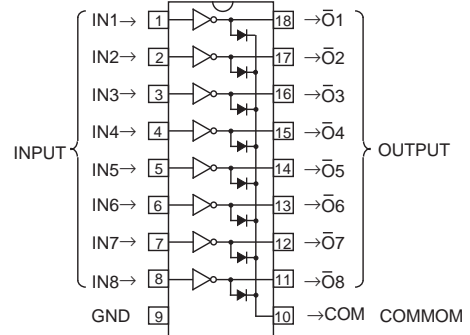 IN1→ 1 18 →Ō1
IN2→ 2 17 →Ō2
IN3→ 3 16 →Ō3
IN4→ 4 15 →Ō4
INPUT OUTPUT
IN5→ 5 14 →Ō5
IN6→ 6 13 →Ō6
IN7→ 7 12 →Ō7
IN8→ 8 11 →Ō8
GND 9 10 →COM COMMOM